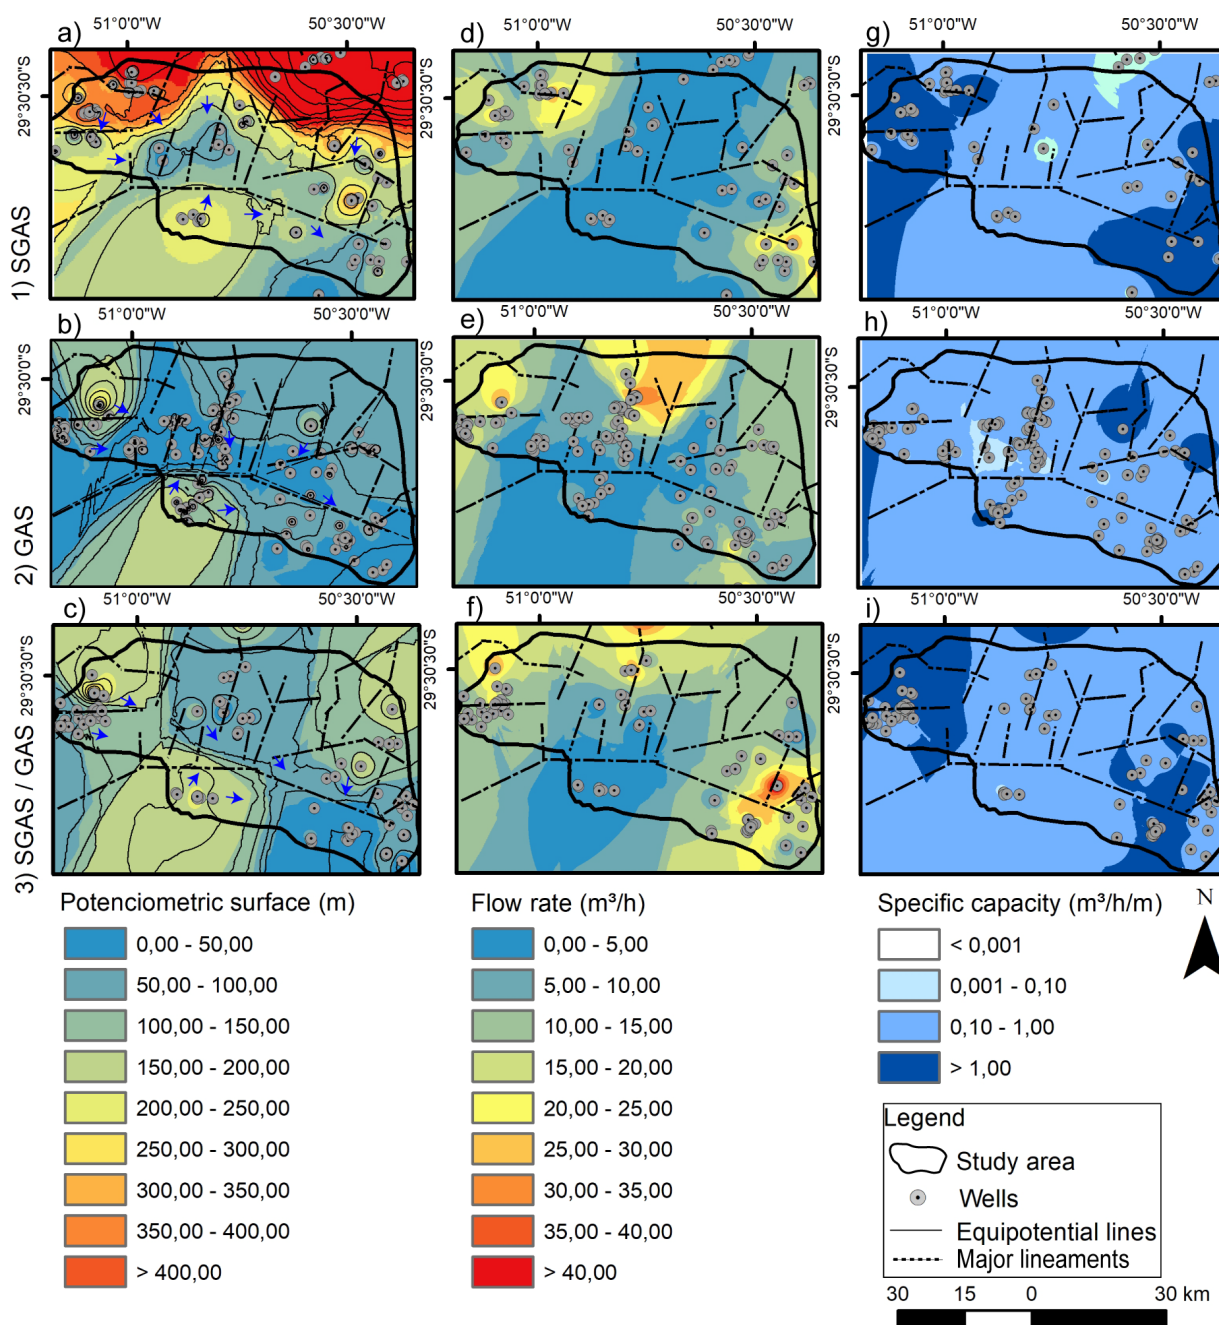 51°0'0"W
50°30'0"W
51°0'0"W
50°30'0"W
51°0'0"W
50°30'0"W
a)
d)
g)
29°30'30"S
29°30'30"S
29°30'30"S
1) SGAS
51°0'0"W
50°30'0"W
51°0'0"W
50°30'0"W
51°0'0"W
50°30'0"W
b)
e)
h)
29°30'0"S
29°30'30"S
29°30'30"S
2) GAS
51°0'0"W
50°30'0"W
51°0'0"W
50°30'0"W
51°0'0"W
50°30'0"W
c)
f)
i)
29°30'30"S
29°30'30"S
29°30'30"S
3) SGAS / GAS
Potenciometric surface (m)
0,00 - 50,00
50,00 - 100,00
100,00 - 150,00
150,00 - 200,00
200,00 - 250,00
250,00 - 300,00
300,00 - 350,00
350,00 - 400,00
> 400,00
Flow rate (m³/h)
0,00 - 5,00
5,00 - 10,00
10,00 - 15,00
15,00 - 20,00
20,00 - 25,00
25,00 - 30,00
30,00 - 35,00
35,00 - 40,00
> 40,00
Specific capacity (m³/h/m)
< 0,001
0,001 - 0,10
0,10 - 1,00
> 1,00
N
Legend
Study area
Wells
Equipotential lines
Major lineaments
30 15 0 30 km